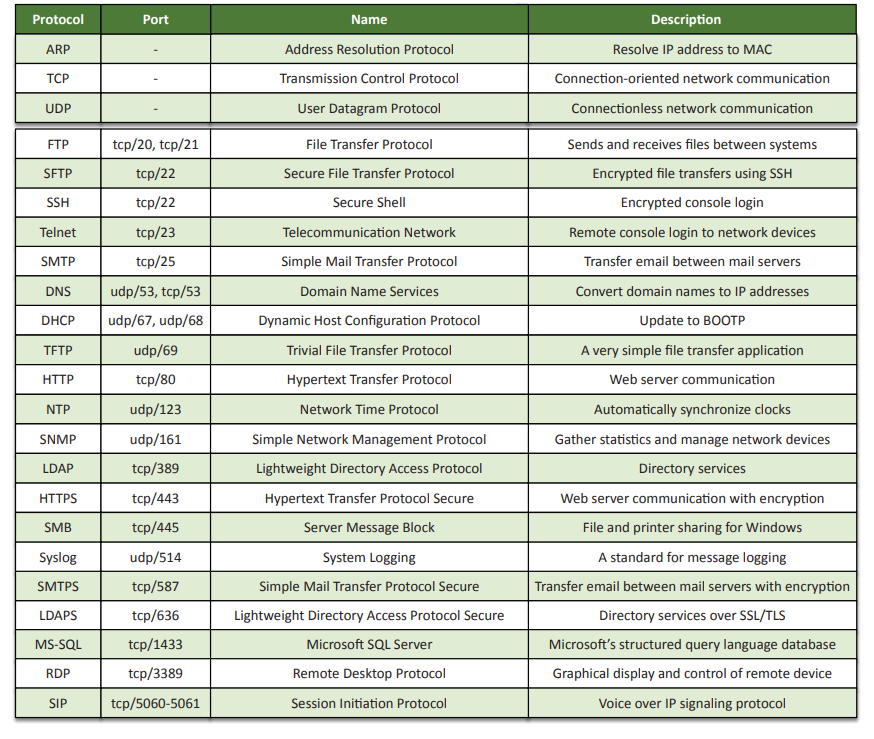 Protocol Port Name Description
ARP - Address Resolution Protocol Resolve IP address to MAC
TCP - Transmission Control Protocol Connection-oriented network communication
UDP - User Datagram Protocol Connectionless network communication
FTP tcp/20, tcp/21 File Transfer Protocol Sends and receives files between systems
SFTP tcp/22 Secure File Transfer Protocol Encrypted file transfers using SSH
SSH tcp/22 Secure Shell Encrypted console login
Telnet tcp/23 Telecommunication Network Remote console login to network devices
SMTP tcp/25 Simple Mail Transfer Protocol Transfer email between mail servers
DNS udp/53, tcp/53 Domain Name Services Convert domain names to IP addresses
DHCP udp/67, udp/68 Dynamic Host Configuration Protocol Update to BOOTP
TFTP udp/69 Trivial File Transfer Protocol A very simple file transfer application
HTTP tcp/80 Hypertext Transfer Protocol Web server communication
NTP udp/123 Network Time Protocol Automatically synchronize clocks
SNMP udp/161 Simple Network Management Protocol Gather statistics and manage network devices
LDAP tcp/389 Lightweight Directory Access Protocol Directory services
HTTPS tcp/443 Hypertext Transfer Protocol Secure Web server communication with encryption
SMB tcp/445 Server Message Block File and printer sharing for Windows
Syslog udp/514 System Logging A standard for message logging
SMTPS tcp/587 Simple Mail Transfer Protocol Secure Transfer email between mail servers with encryption
LDAPS tcp/636 Lightweight Directory Access Protocol Secure Directory services over SSL/TLS
MS-SQL tcp/1433 Microsoft SQL Server Microsoft’s structured query language database
RDP tcp/3389 Remote Desktop Protocol Graphical display and control of remote device
SIP tcp/5060-5061 Session Initiation Protocol Voice over IP signaling protocol